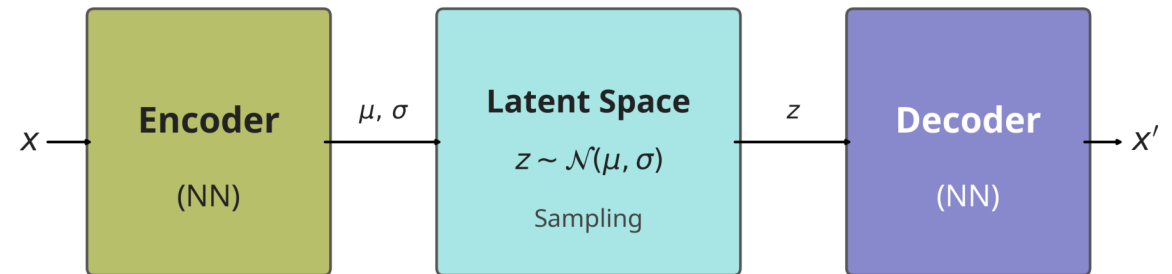 x
Encoder
(NN)
μ, σ
Latent Space
z ~ 𝒩(μ, σ)
Sampling
z
Decoder
(NN)
x′